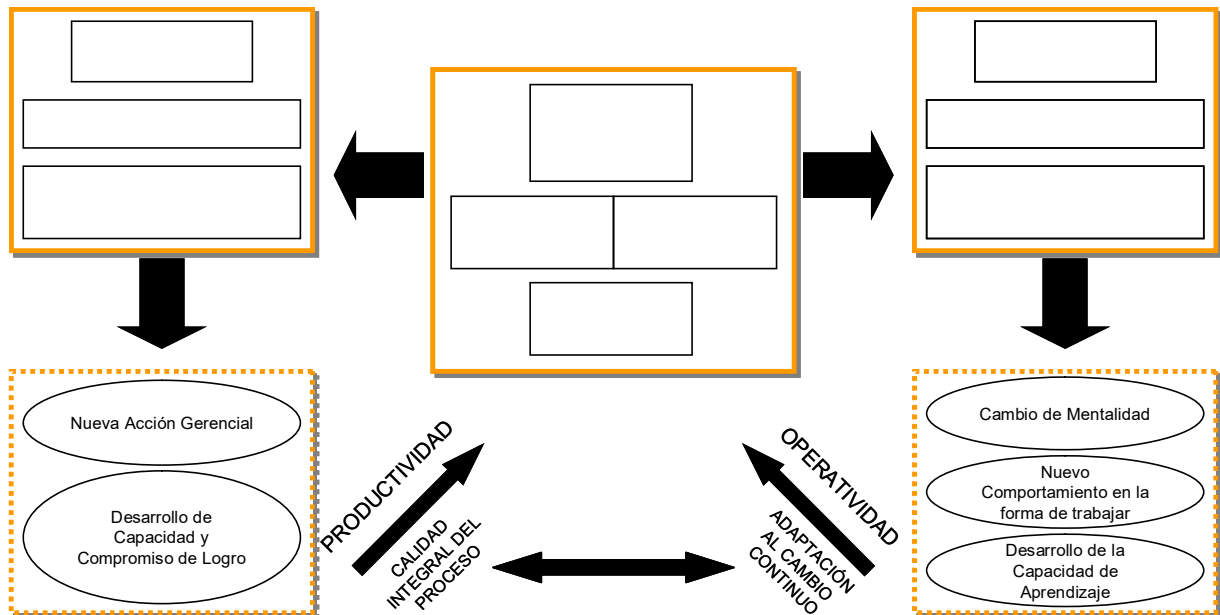 Nueva Acción Gerencial
Desarrollo de
Capacidad y
Compromiso de Logro
PRODUCTIVIDAD
CALIDAD
INTEGRAL DEL
PROCESO
OPERATIVIDAD
ADAPTACIÓN
AL CAMBIO
CONTINUO
Cambio de Mentalidad
Nuevo
Comportamiento en la
forma de trabajar
Desarrollo de la
Capacidad de
Aprendizaje